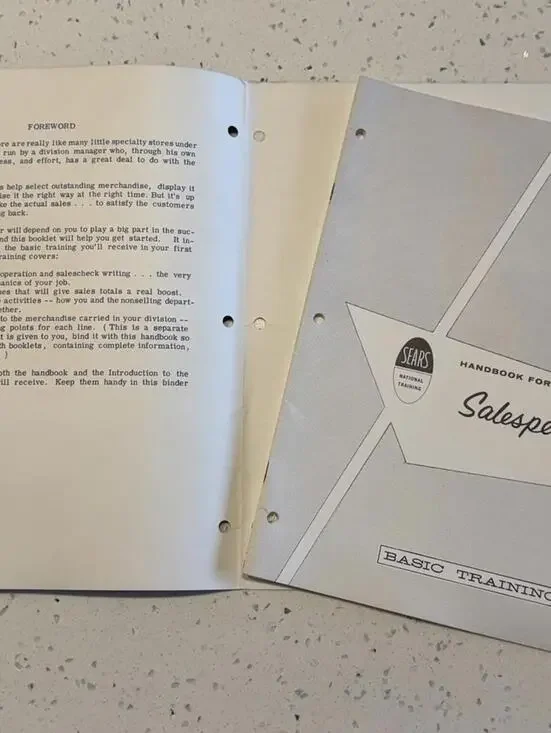 FOREWORD
re are really like many little specialty stores under
run by a division manager who, through his own
ess, and effort, has a great deal to do with the
s help select outstanding merchandise, display it
ise it the right way at the right time. But it's up
ke the actual sales . . . to satisfy the customers
g back.
r will depend on you to play a big part in the suc-
nd this booklet will help you get started. It in-
the basic training you'll receive in your first
raining covers:
operation and salescheck writing . . . the very
anics of your job.
es that will give sales totals a real boost.
activities -- how you and the nonselling depart-
ether.
to the merchandise carried in your division --
g points for each line. (This is a separate
t is given to you, bind it with this handbook so
h booklets, containing complete information,
)
oth the handbook and the Introduction to the
ill receive. Keep them handy in this binder
SEARS
NATIONAL
TRAINING
HANDBOOK FOR
Salespe
BASIC TRAINING